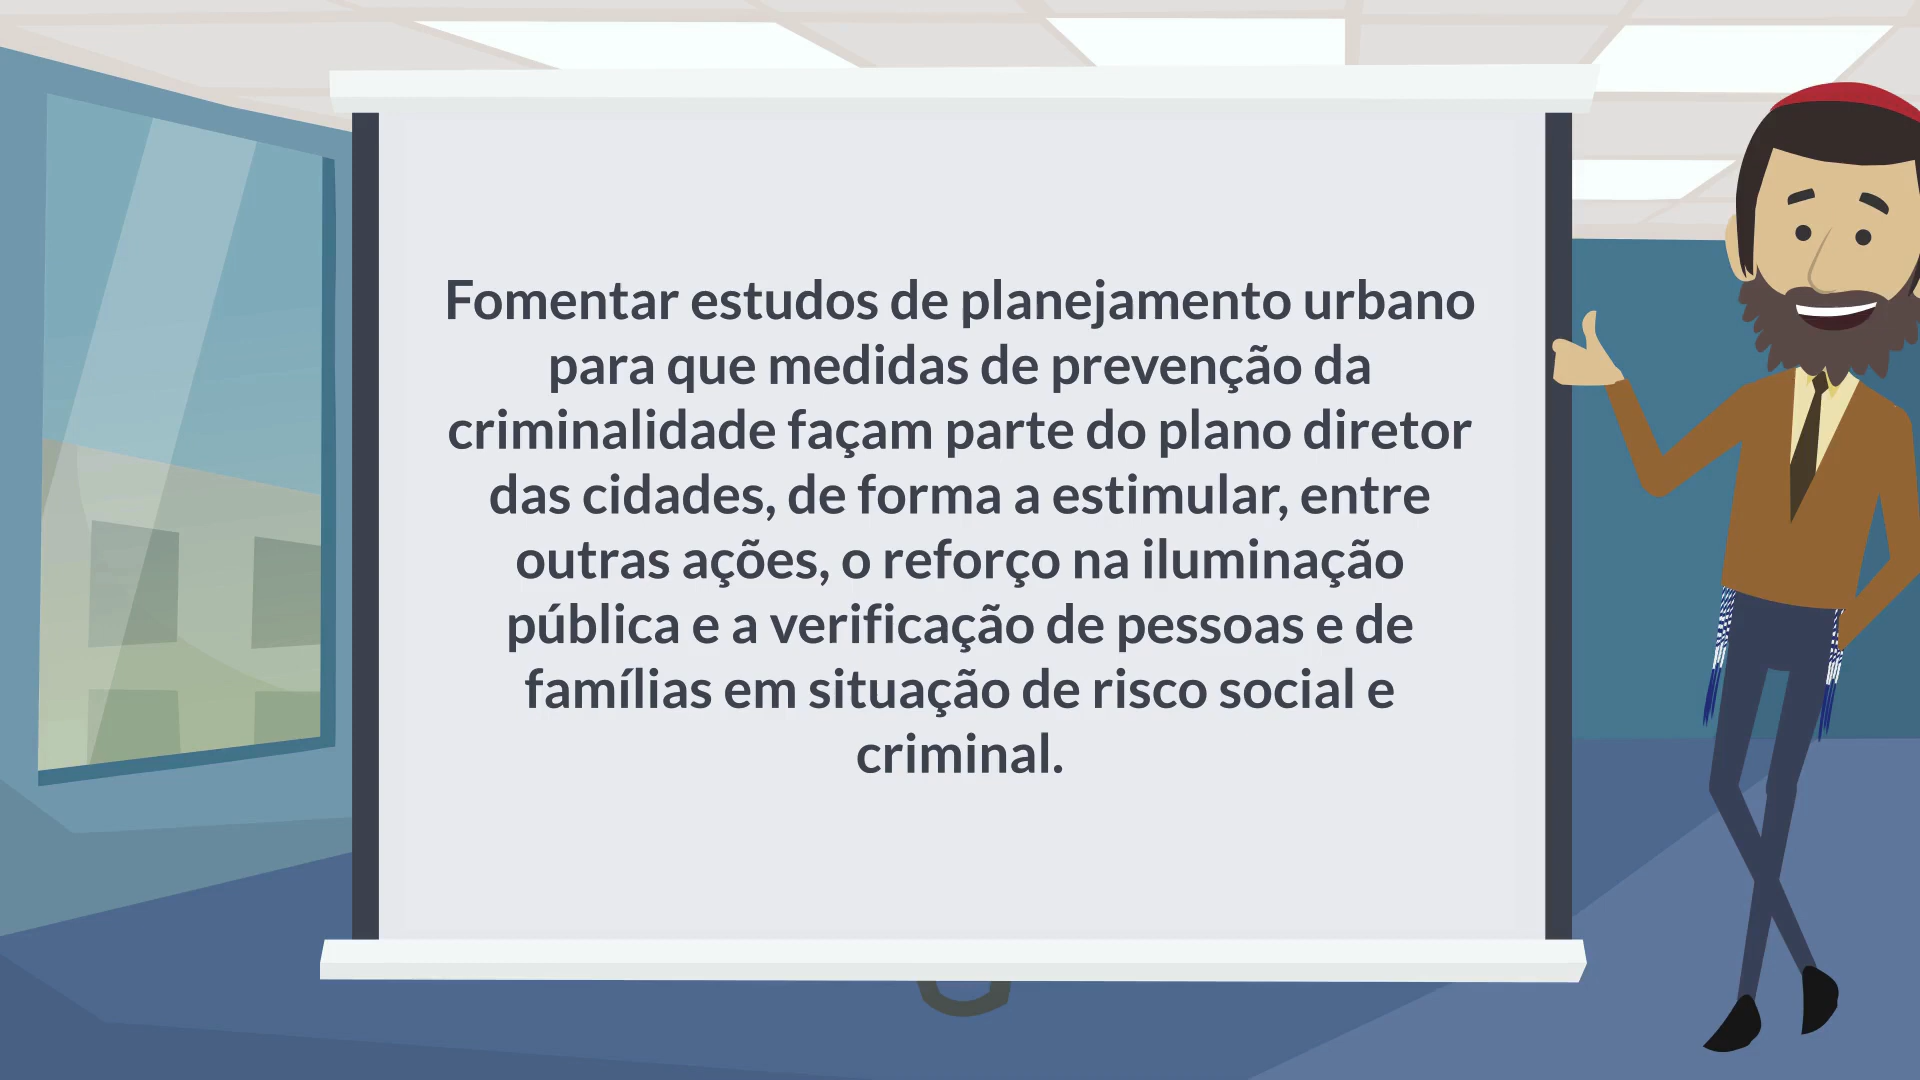 Fomentar estudos de planejamento urbano
para que medidas de prevenção da
criminalidade façam parte do plano diretor
das cidades, de forma a estimular, entre
outras ações, o reforço na iluminação
pública e a verificação de pessoas e de
famílias em situação de risco social e
criminal.